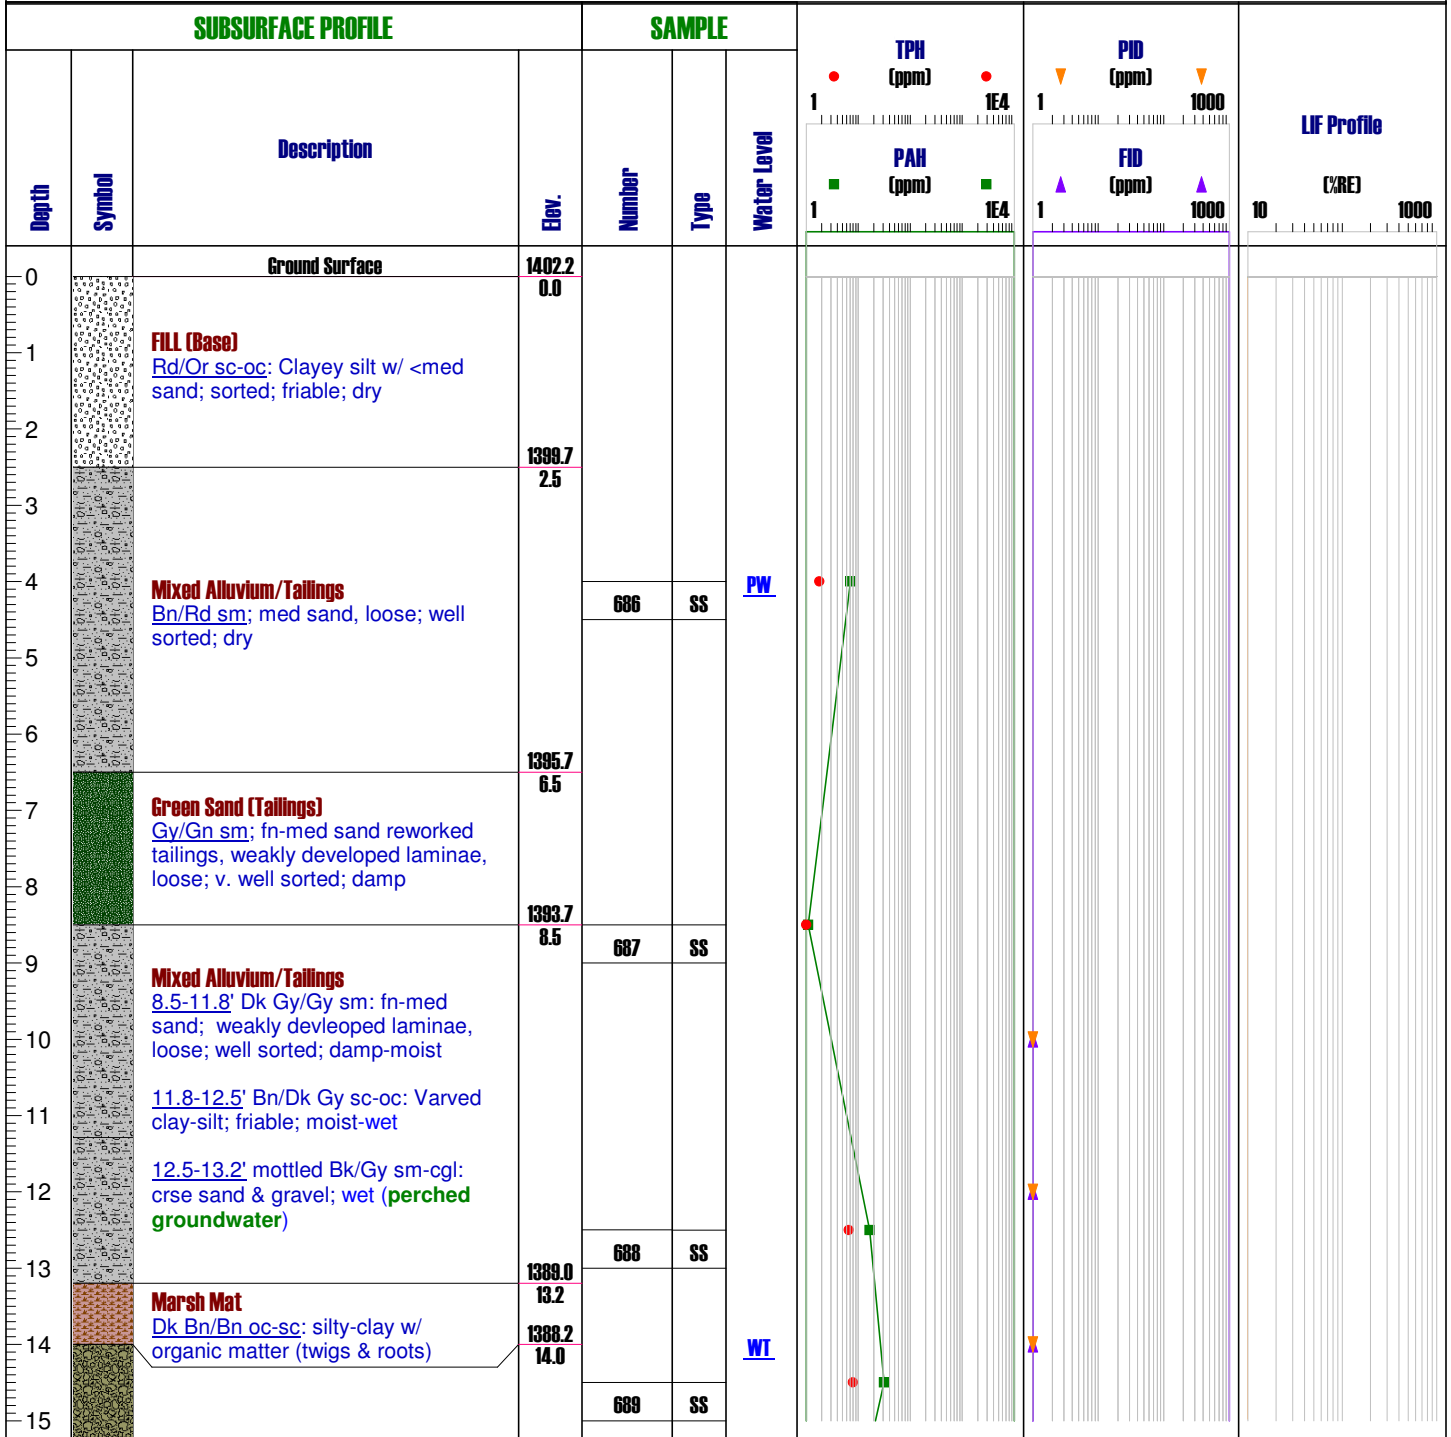 SUBSURFACE PROFILE
SAMPLE
Depth
Symbol
Description
Elev.
Number
Type
Water Level
TPH
(ppm)
1 1E4
PAH
(ppm)
1 1E4
PID
(ppm)
1 1000
FID
(ppm)
1 1000
LIF Profile
(%RE)
10 1000
0
Ground Surface
1402.2
0.0
FILL (Base)
1
Rd/Or sc-oc: Clayey silt w/ <med
sand; sorted; friable; dry
2
1399.7
2.5
3
4
Mixed Alluvium/Tailings
PW
Bn/Rd sm; med sand, loose; well
sorted; dry
686 SS
5
6
1395.7
6.5
7
Green Sand (Tailings)
Gy/Gn sm; fn-med sand reworked
tailings, weakly developed laminae,
loose; v. well sorted; damp
8
1393.7
8.5
687 SS
9
Mixed Alluvium/Tailings
8.5-11.8' Dk Gy/Gy sm: fn-med
sand; weakly devleoped laminae,
loose; well sorted; damp-moist
10
11.8-12.5' Bn/Dk Gy sc-oc: Varved
clay-silt; friable; moist-wet
11
12.5-13.2' mottled Bk/Gy sm-cgl:
crse sand & gravel; wet (perched
groundwater)
12
688 SS
13
1389.0
13.2
Marsh Mat
Dk Bn/Bn oc-sc: silty-clay w/
organic matter (twigs & roots)
1388.2
14.0
14
WT
689 SS
15